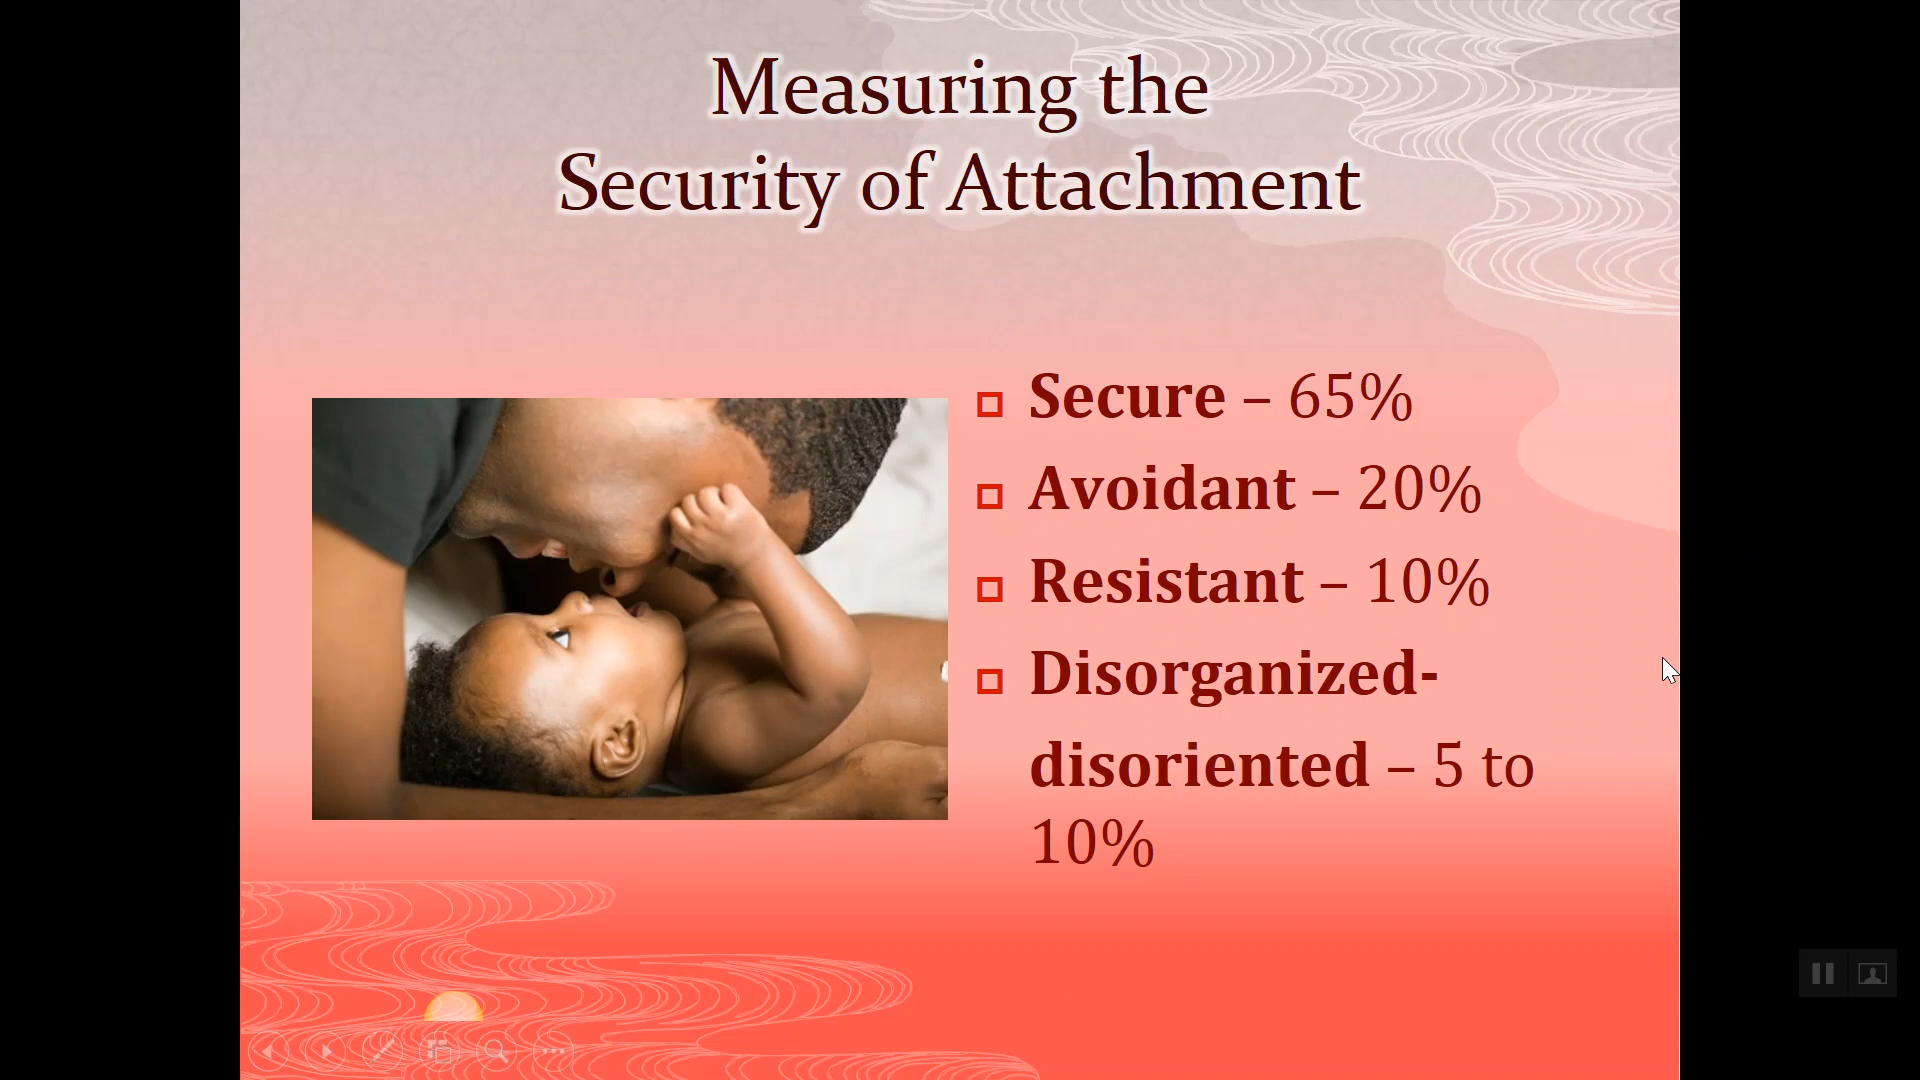 Measuring the
Security of Attachment
Secure – 65%
Avoidant – 20%
Resistant – 10%
Disorganized-
disoriented – 5 to
10%